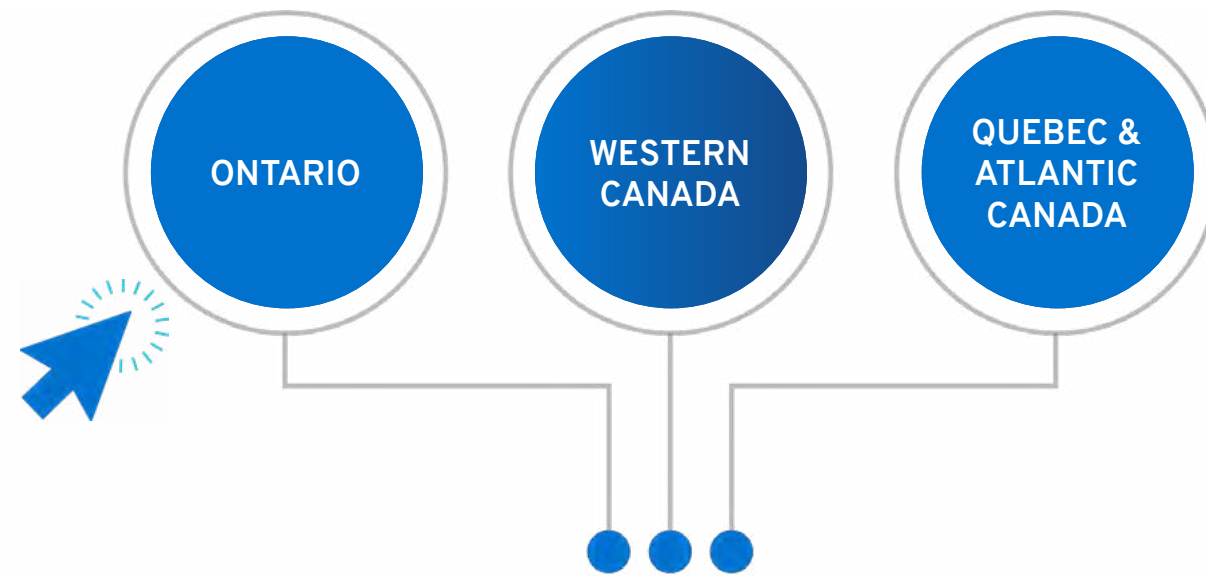 ONTARIO
WESTERN
CANADA
QUEBEC &
ATLANTIC
CANADA